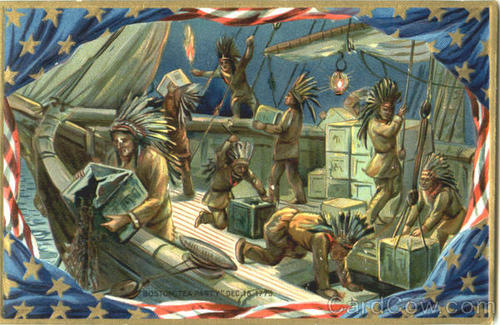 "BOSTON TEA PARTY" DEC. 16. 1773
CardCow.com